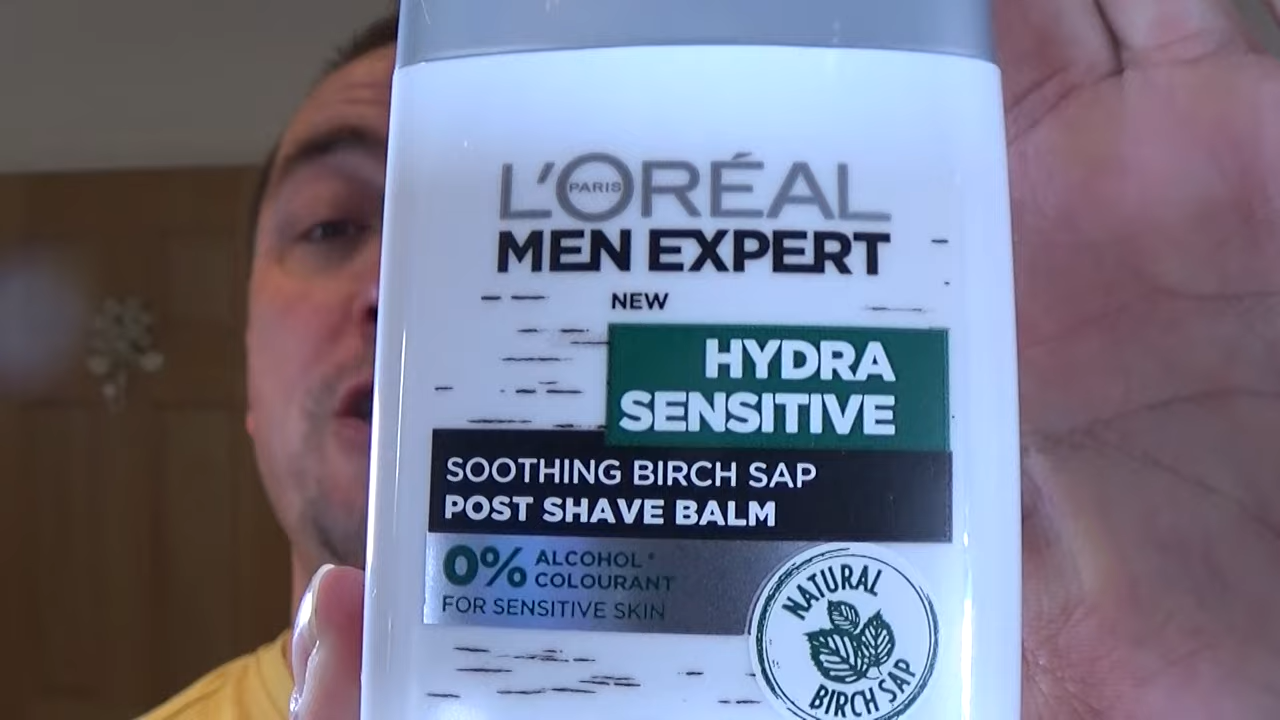 L'ORÉAL
PARIS
MEN EXPERT
NEW
HYDRA
SENSITIVE
SOOTHING BIRCH SAP
POST SHAVE BALM
0% ALCOHOL*
COLOURANT
FOR SENSITIVE SKIN
NATURAL
BIRCH SAP